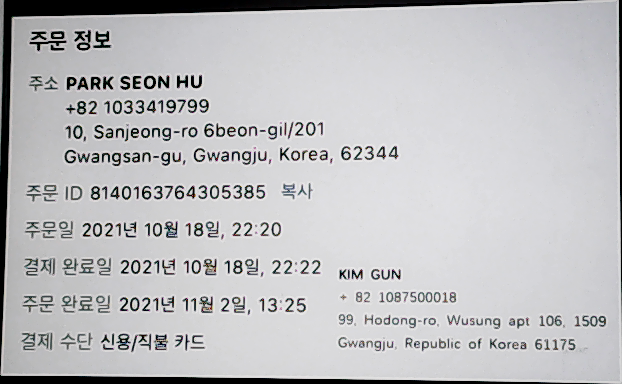 주문 정보
주소 PARK SEON HU
+82 1033419799
10, Sanjeong-ro 6beon-gil/201
Gwangsan-gu, Gwangju, Korea, 62344
주문 ID 8140163764305385 복사
주문일 2021년 10월 18일, 22:20
결제 완료일 2021년 10월 18일, 22:22
주문 완료일 2021년 11월 2일, 13:25
결제 수단 신용/직불 카드
KIM GUN
+ 82 1087500018
99, Hodong-ro, Wusung apt 106, 1509
Gwangju, Republic of Korea 61175